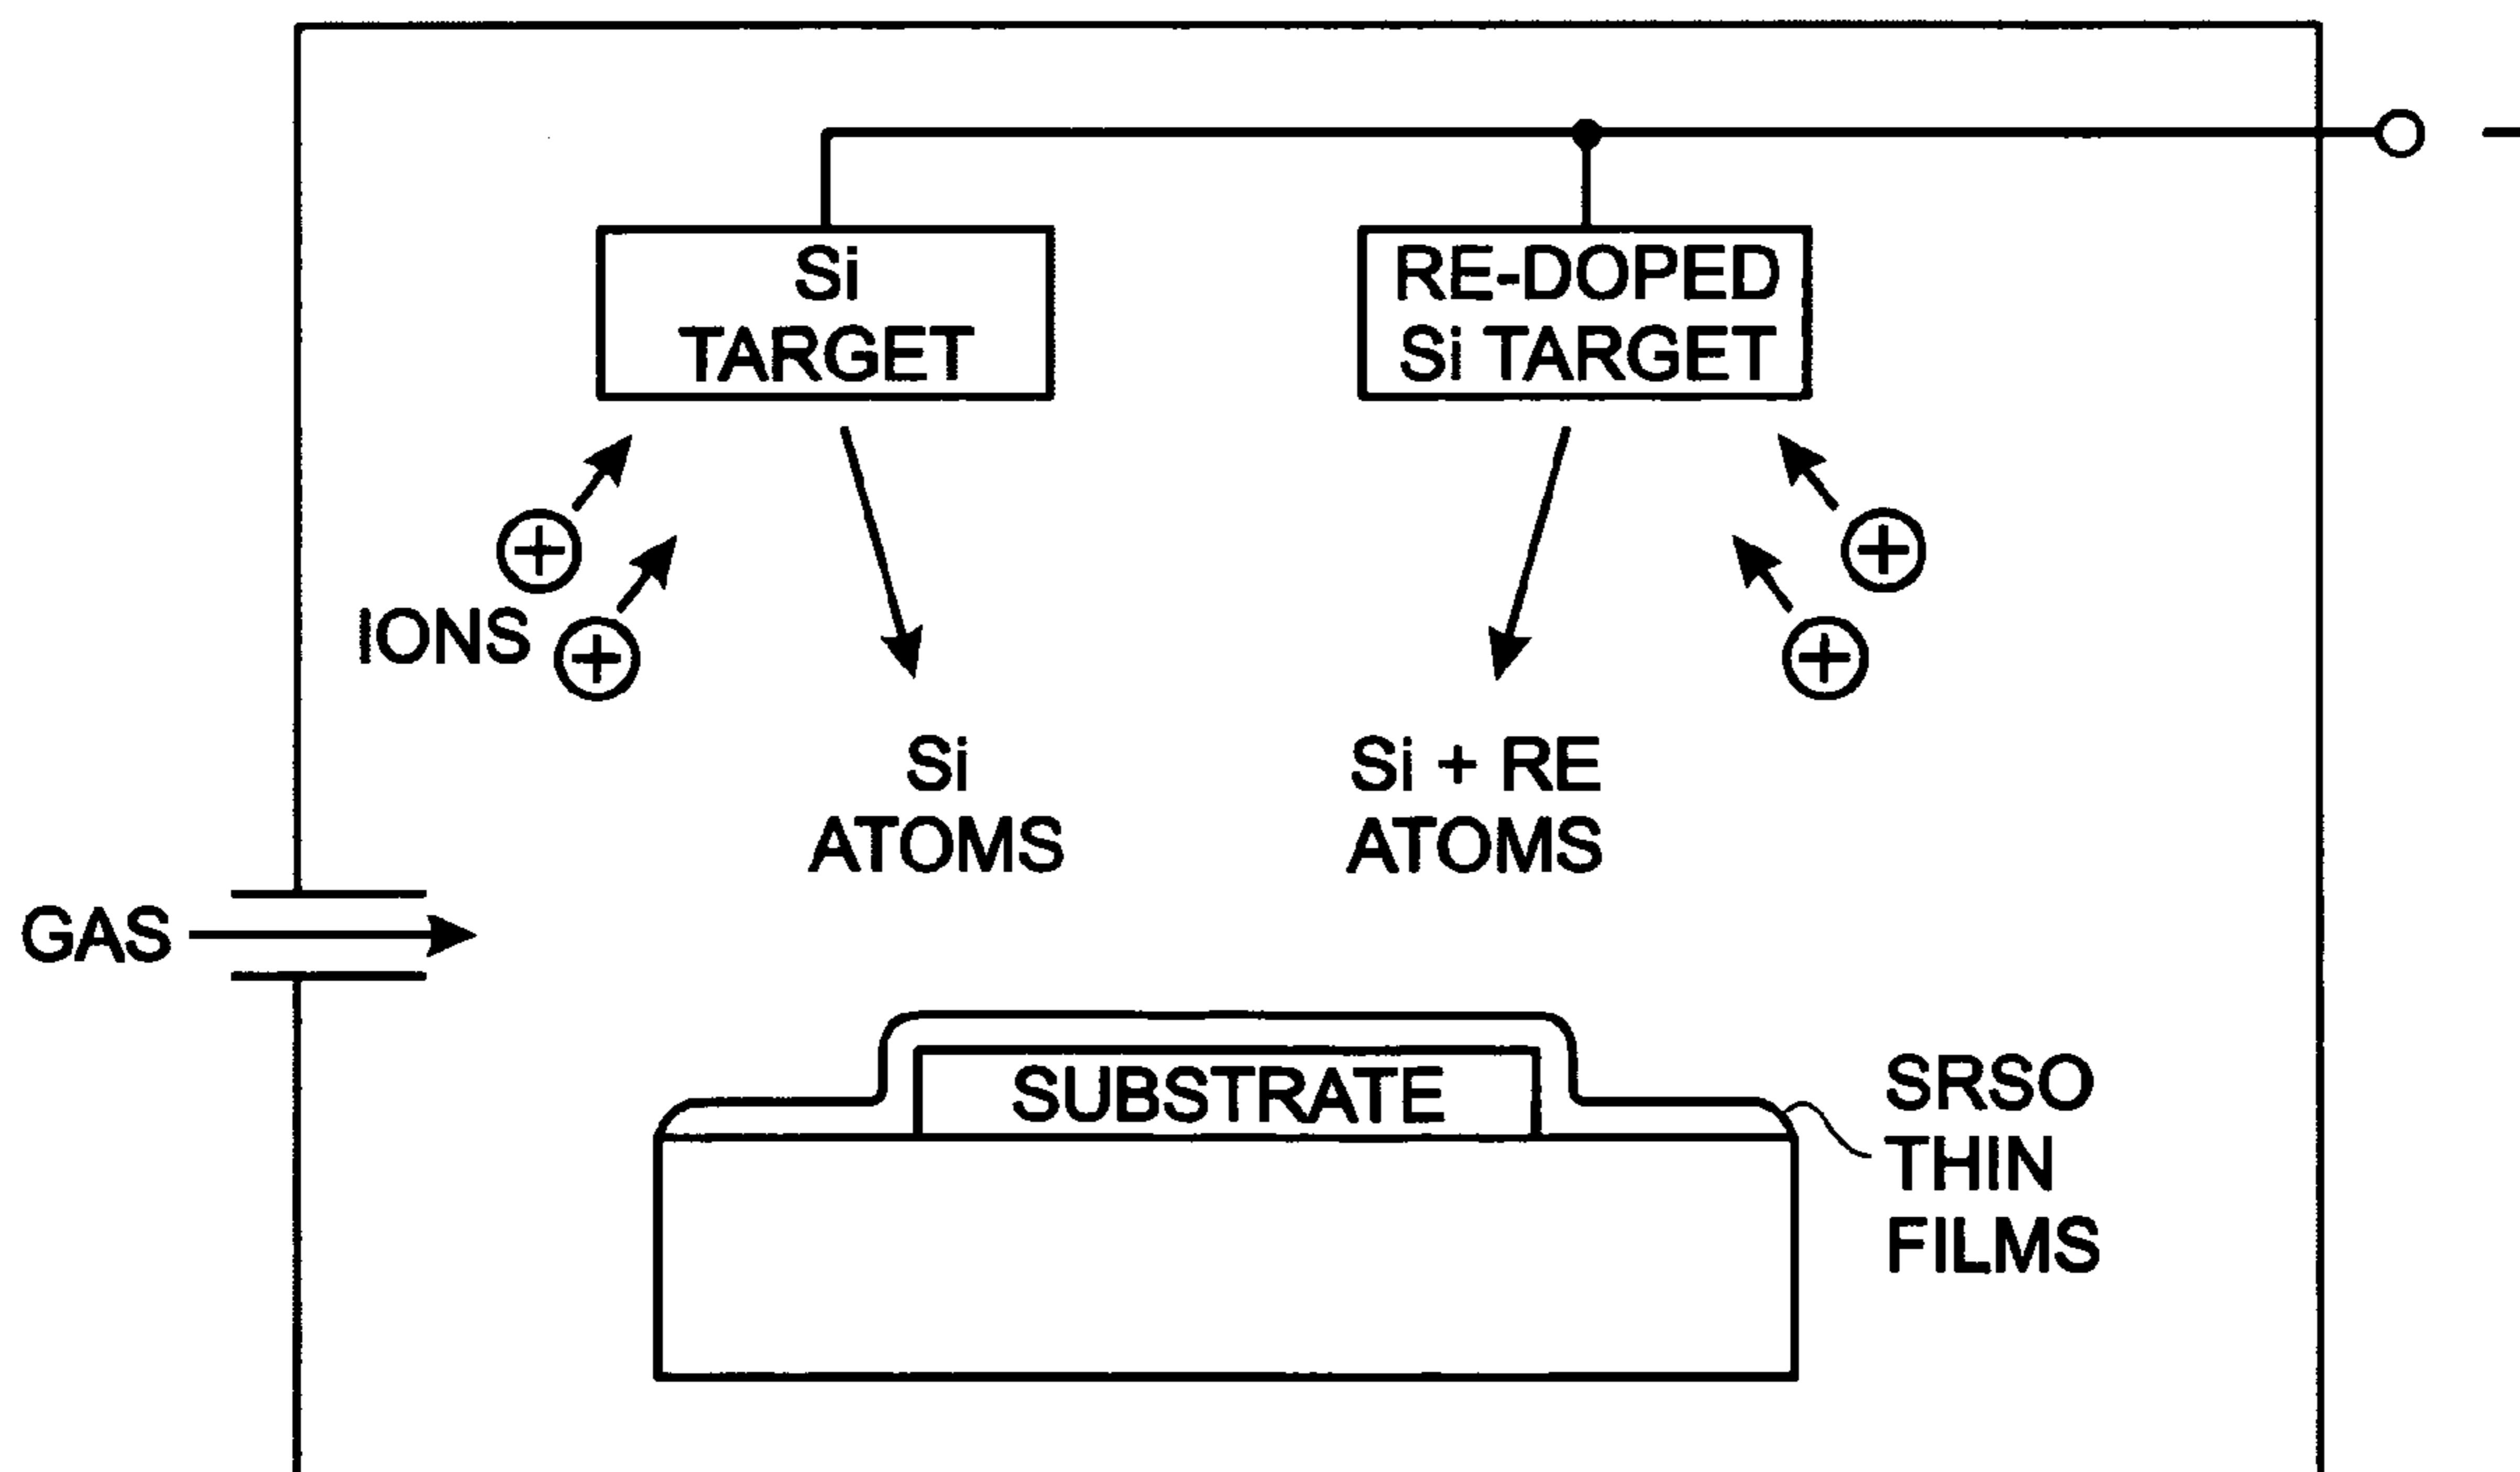 Si
TARGET
RE-DOPED
Si TARGET
IONS
Si
ATOMS
Si + RE
ATOMS
GAS
SUBSTRATE
SRSO
THIN
FILMS